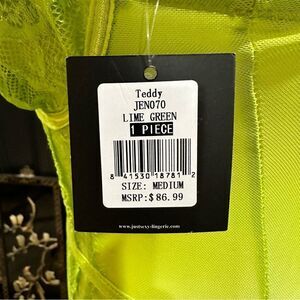 Teddy
JEN070
LIME GREEN
1 PIECE
8 41530 18781 2
SIZE: MEDIUM
MSRP:$86.99
www.justsexy-lingerie.com